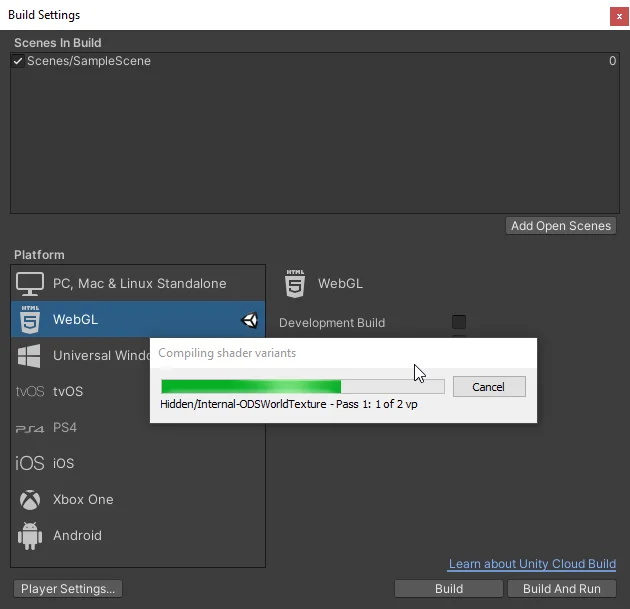 Build Settings
x
Scenes In Build
Scenes/SampleScene 0
Add Open Scenes
Platform
PC, Mac & Linux Standalone
HTML 5 WebGL
HTML 5 WebGL
Development Build
Universal Windo
Compiling shader variants
Cancel
Hidden/Internal-ODSWorldTexture - Pass 1: 1 of 2 vp
tvOS tvOS
PS4 PS4
iOS iOS
Xbox One
Android
Learn about Unity Cloud Build
Player Settings... Build Build And Run